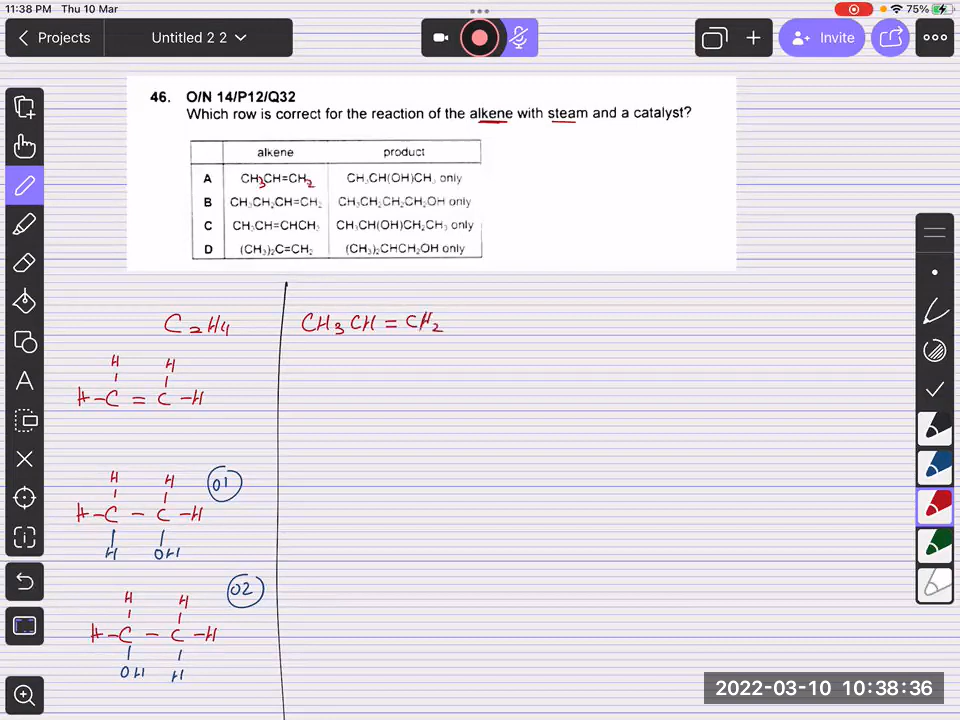 11:38 PM Thu 10 Mar
75%
Projects
Untitled 2 2
Invite
46. O/N 14/P12/Q32
Which row is correct for the reaction of the alkene with steam and a catalyst?
alkene product
A CH3CH=CH2 CH3CH(OH)CH3 only
B CH3CH2CH=CH2 CH3CH2CH2CH2OH only
C CH3CH=CHCH3 CH3CH(OH)CH2CH3 only
D (CH3)2C=CH2 (CH3)2CHCH2OH only
C2H4
CH3CH=CH2
H H
H-C=C-H
01
H H
H-C-C-H
H OH
02
H H
H-C-C-H
OH H
A
2022-03-10 10:38:36